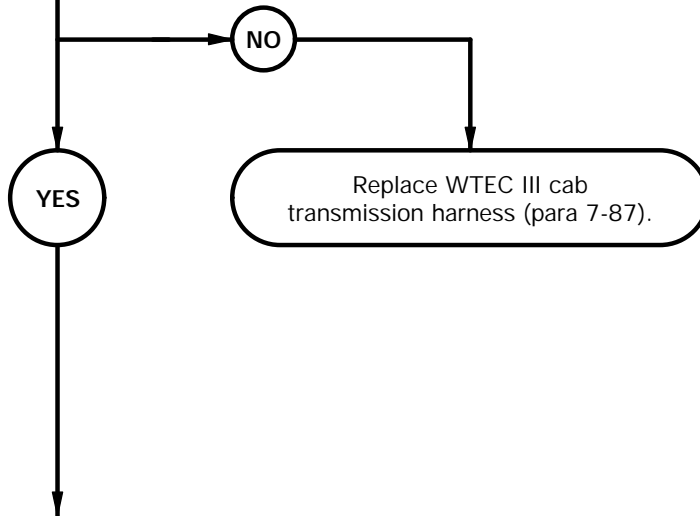 NO
YES
Replace WTEC III cab
transmission harness (para 7-87).